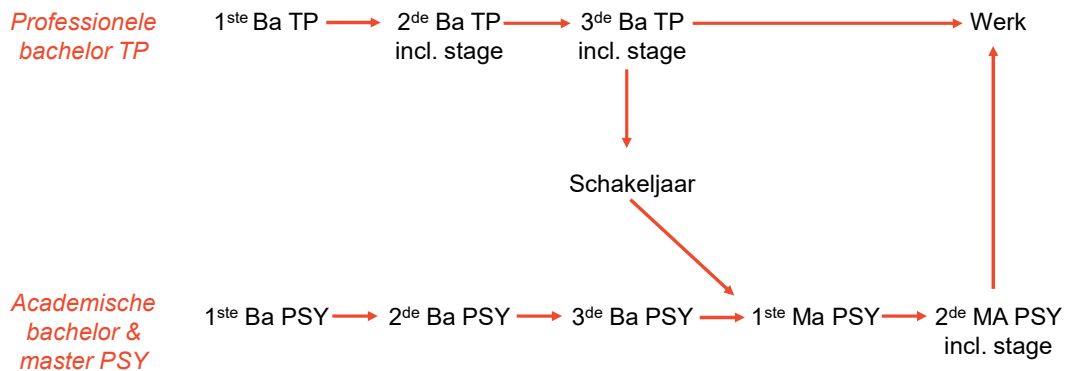 Professionele
bachelor TP
1ste Ba TP
2de Ba TP
incl. stage
3de Ba TP
incl. stage
Werk
Schakeljaar
Academische
bachelor &
master PSY
1ste Ba PSY
2de Ba PSY
3de Ba PSY
1ste Ma PSY
2de MA PSY
incl. stage